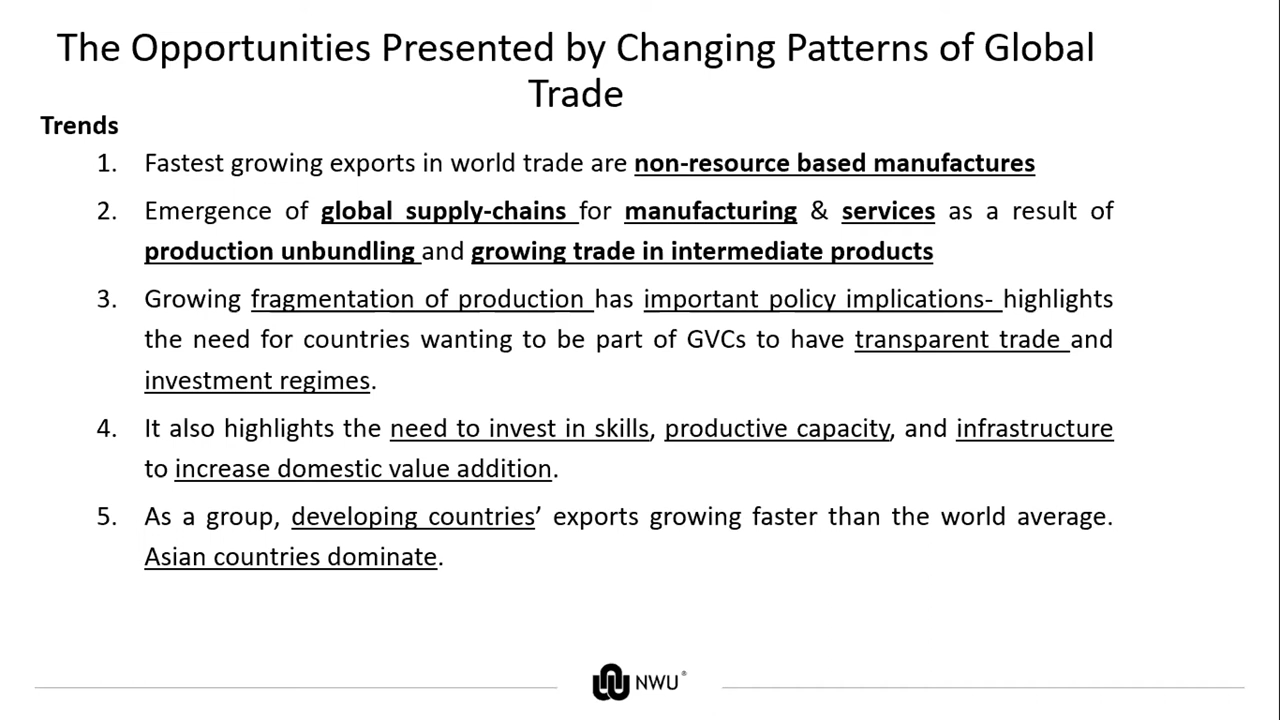 The Opportunities Presented by Changing Patterns of Global
Trade
Trends
1. Fastest growing exports in world trade are non-resource based manufactures
2. Emergence of global supply-chains for manufacturing & services as a result of
production unbundling and growing trade in intermediate products
3. Growing fragmentation of production has important policy implications- highlights
the need for countries wanting to be part of GVCs to have transparent trade and
investment regimes.
4. It also highlights the need to invest in skills, productive capacity, and infrastructure
to increase domestic value addition.
5. As a group, developing countries’ exports growing faster than the world average.
Asian countries dominate.
NWU®